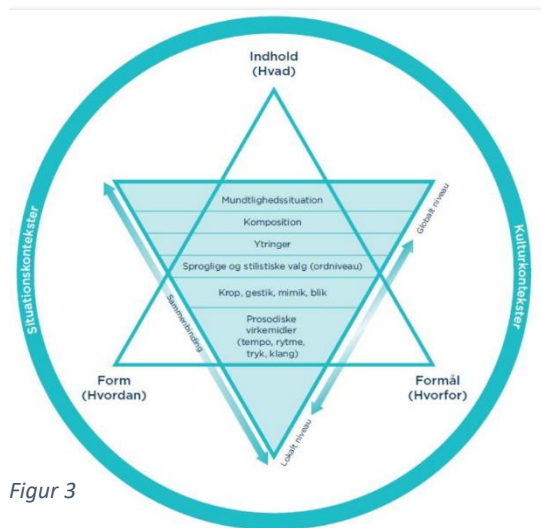 Indhold
(Hvad)
Situationskontekster
Kulturkontekster
Mundtlighedssituation
Komposition
Ytringer
Sproglige og stilistiske valg (ordniveau)
Krop, gestik, mimik, blik
Prosodiske
virkemidler
(tempo, rytme,
tryk, klang)
Globalt niveau
Sammenbinding
Lokalt niveau
Form
(Hvordan)
Formål
(Hvorfor)
Figur 3